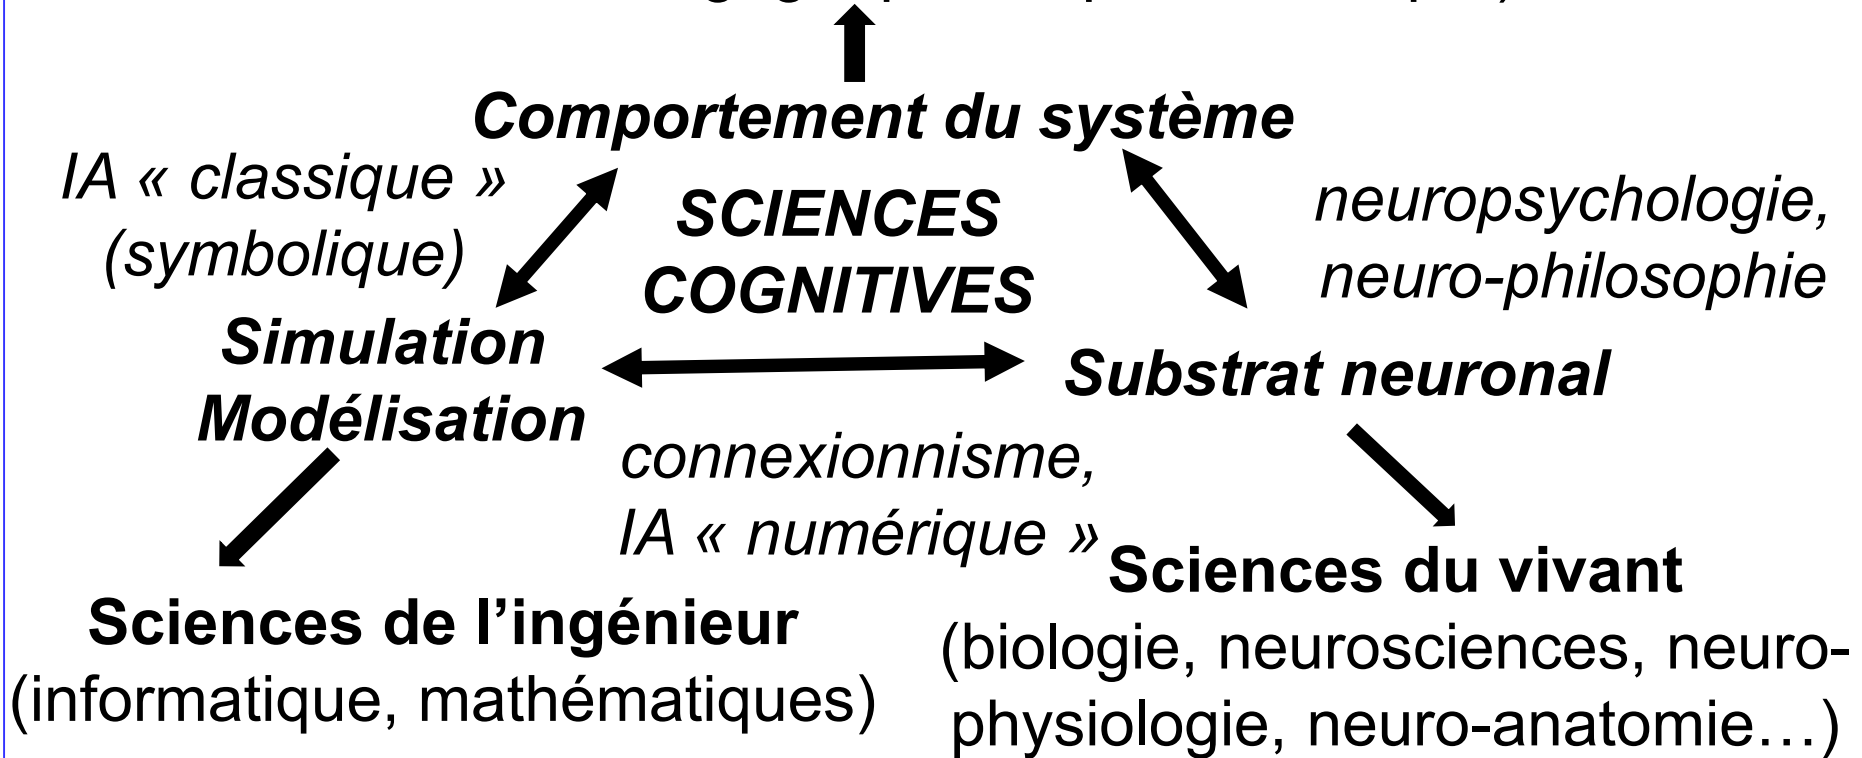 Comportement du système
IA « classique »
(symbolique)
SCIENCES
COGNITIVES
neuropsychologie,
neuro-philosophie
Simulation
Modélisation
Substrat neuronal
connexionnisme,
IA « numérique »
Sciences de l’ingénieur
(informatique, mathématiques)
Sciences du vivant
(biologie, neurosciences, neuro-
physiologie, neuro-anatomie…)